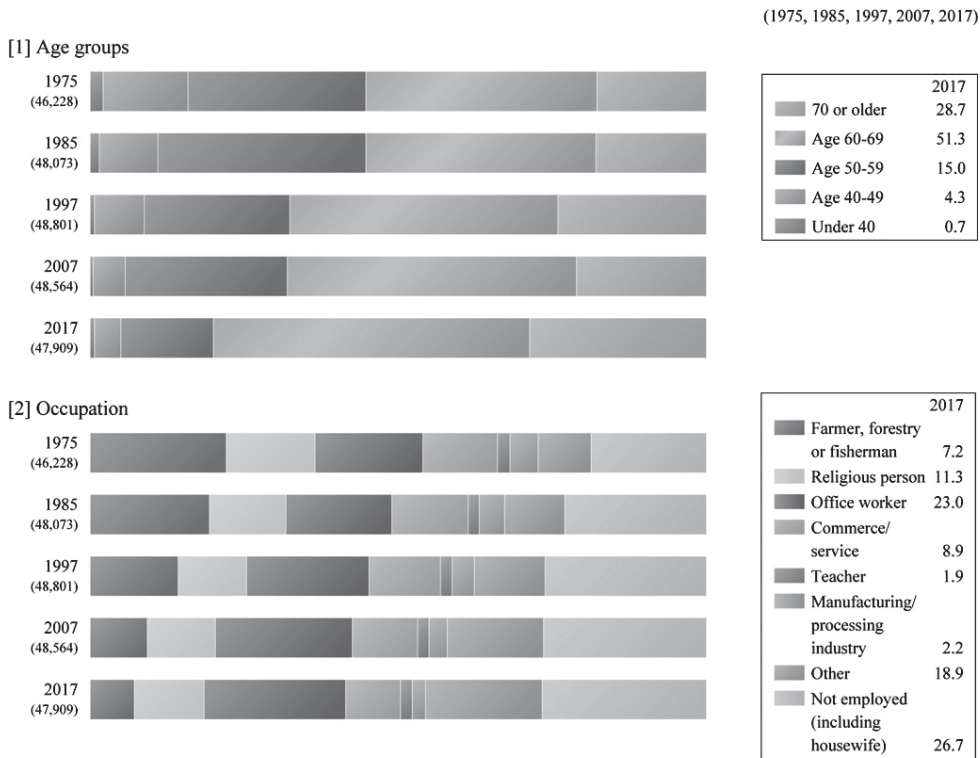 (1975, 1985, 1997, 2007, 2017)
[1] Age groups
1975
(46,228)
1985
(48,073)
1997
(48,801)
2007
(48,564)
2017
(47,909)
2017
70 or older 28.7
Age 60-69 51.3
Age 50-59 15.0
Age 40-49 4.3
Under 40 0.7
[2] Occupation
1975
(46,228)
1985
(48,073)
1997
(48,801)
2007
(48,564)
2017
(47,909)
2017
Farmer, forestry
or fisherman 7.2
Religious person 11.3
Office worker 23.0
Commerce/
service 8.9
Teacher 1.9
Manufacturing/
processing
industry 2.2
Other 18.9
Not employed
(including
housewife) 26.7